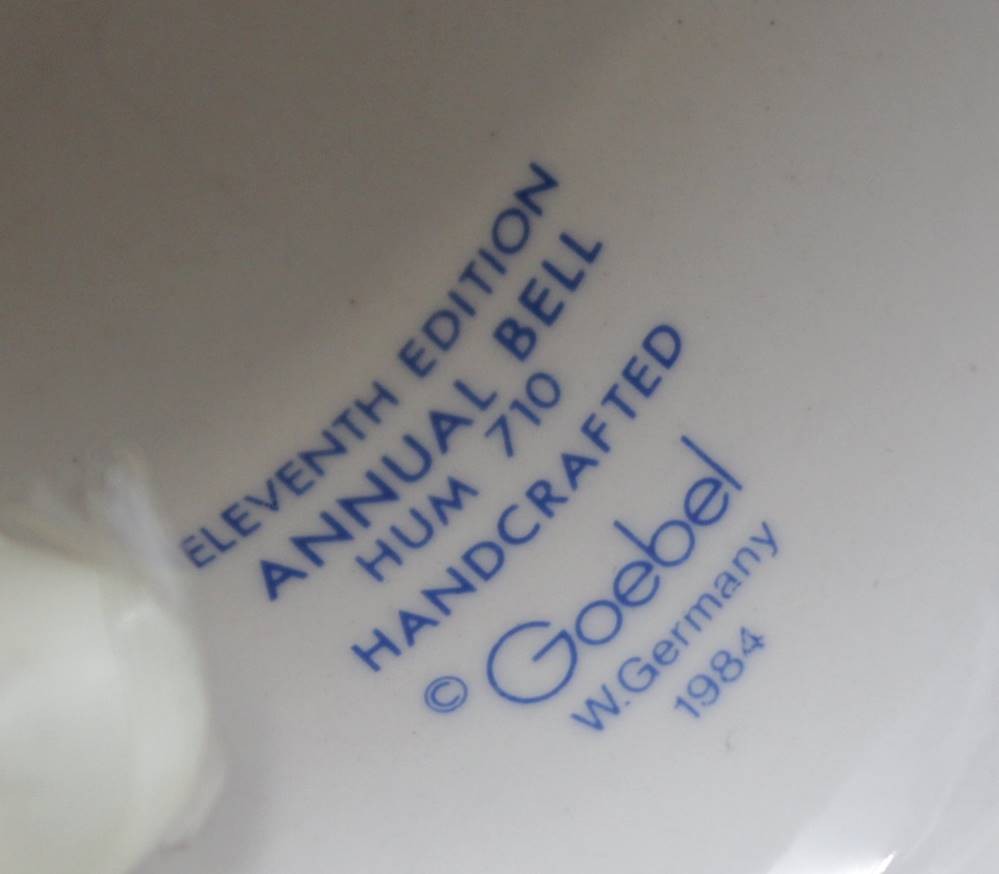 ELEVENTH EDITION
ANNUAL BELL
HUM 710
HANDCRAFTED
© Goebel
W. Germany
1984